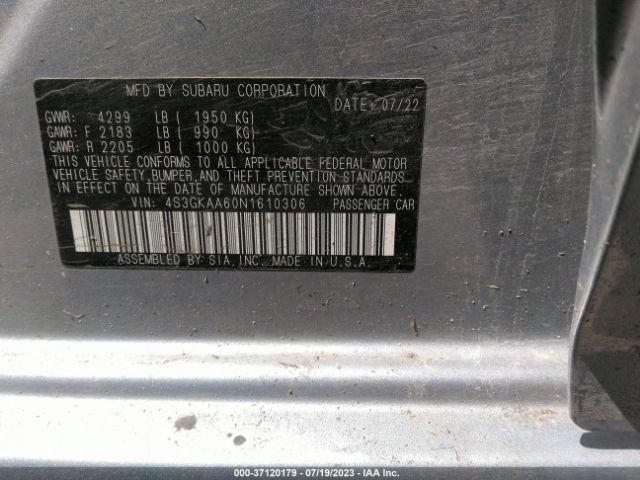 MFD BY SUBARU CORPORATION
DATE: 07/22
GVWR: 4299 LB ( 1950 KG)
GAWR: F 2183 LB ( 990 KG)
GAWR: R 2205 LB ( 1000 KG)
THIS VEHICLE CONFORMS TO ALL APPLICABLE FEDERAL MOTOR
VEHICLE SAFETY, BUMPER, AND THEFT PREVENTION STANDARDS
IN EFFECT ON THE DATE OF MANUFACTURE SHOWN ABOVE.
VIN: 4S3GKAA60N1610306 PASSENGER CAR
ASSEMBLED BY SIA, INC. MADE IN U.S.A.
000-37120179 - 07/19/2023 - IAA Inc.